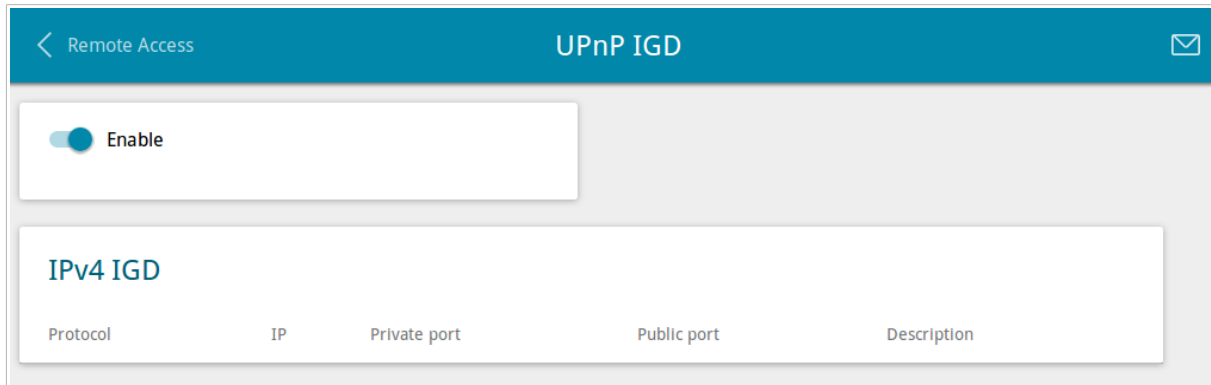 Remote Access UPnP IGD
Enable
IPv4 IGD
Protocol IP Private port Public port Description